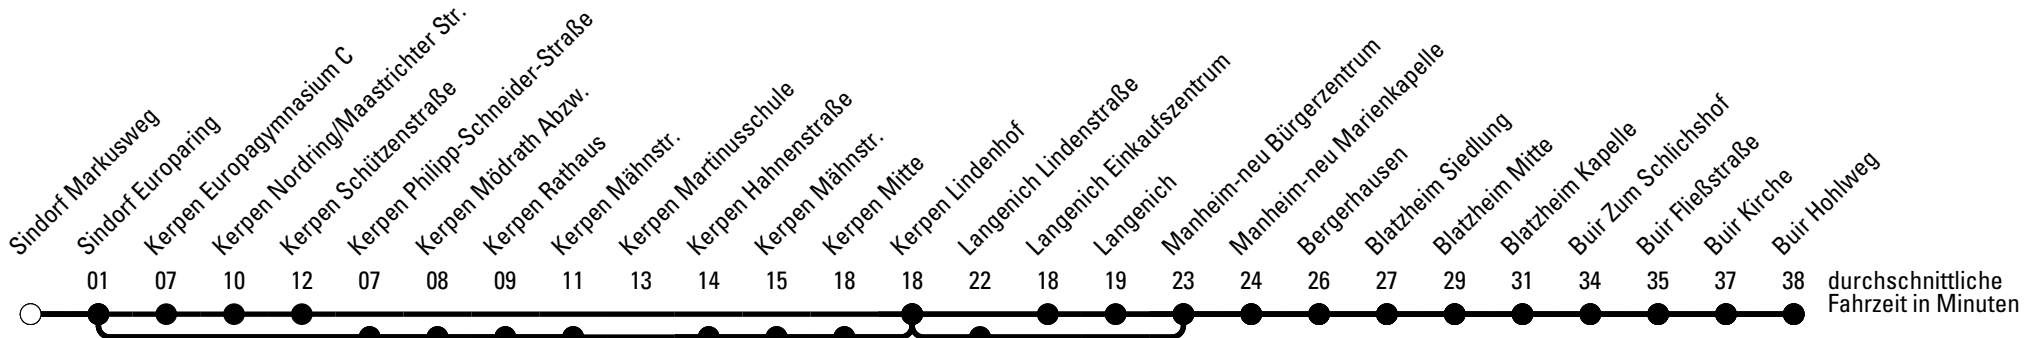 Sindorf Markusweg
Sindorf Europaring
Kerpen Europagymnasium C
Kerpen Nordring/Maastrichter Str.
Kerpen Schützenstraße
Kerpen Philipp-Schneider-Straße
Kerpen Mödrath Abzw.
Kerpen Rathaus
Kerpen Mähnstr.
Kerpen Martinusschule
Kerpen Hahnenstraße
Kerpen Mähnstr.
Kerpen Mitte
Kerpen Lindenhof
Langenich Lindenstraße
Langenich Einkaufszentrum
Langenich
Manheim-neu Bürgerzentrum
Manheim-neu Marienkapelle
Bergerhausen
Blatzheim Siedlung
Blatzheim Mitte
Blatzheim Kapelle
Buir Zum Schlichshof
Buir Fließstraße
Buir Kirche
Buir Hohlweg
01 07 10 12 07 08 09 11 13 14 15 18 18 22 18 19 23 24 26 27 29 31 34 35 37 38 durchschnittliche
Fahrzeit in Minuten